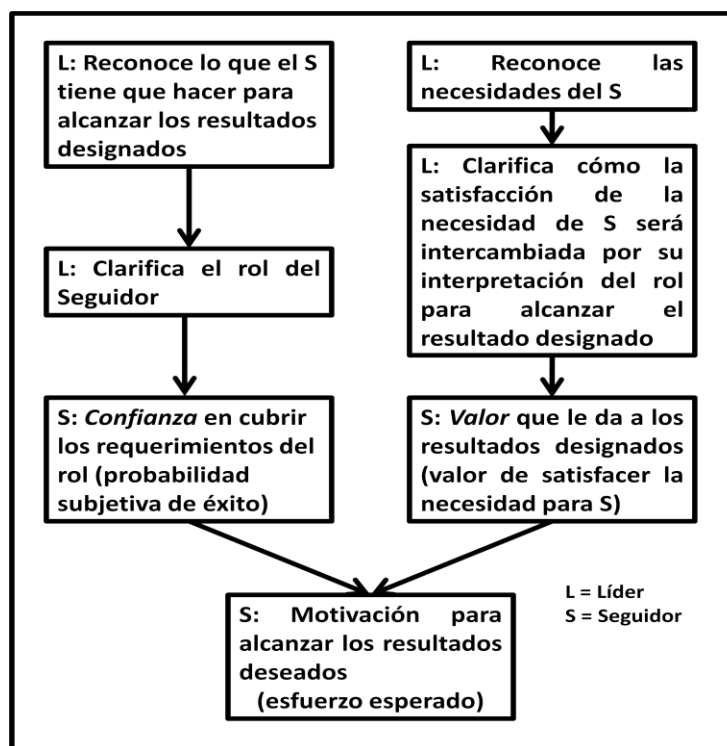 L: Reconoce lo que el S
tiene que hacer para
alcanzar los resultados
designados
L: Clarifica el rol del
Seguidor
S: Confianza en cubrir
los requerimientos del
rol (probabilidad
subjetiva de éxito)
L: Reconoce las
necesidades del S
L: Clarifica cómo la
satisfacción de la
necesidad de S será
intercambiada por su
interpretación del rol
para alcanzar el
resultado designado
S: Valor que le da a los
resultados designados
(valor de satisfacer la
necesidad para S)
S: Motivación para
alcanzar los resultados
deseados
(esfuerzo esperado)
L = Líder
S = Seguidor